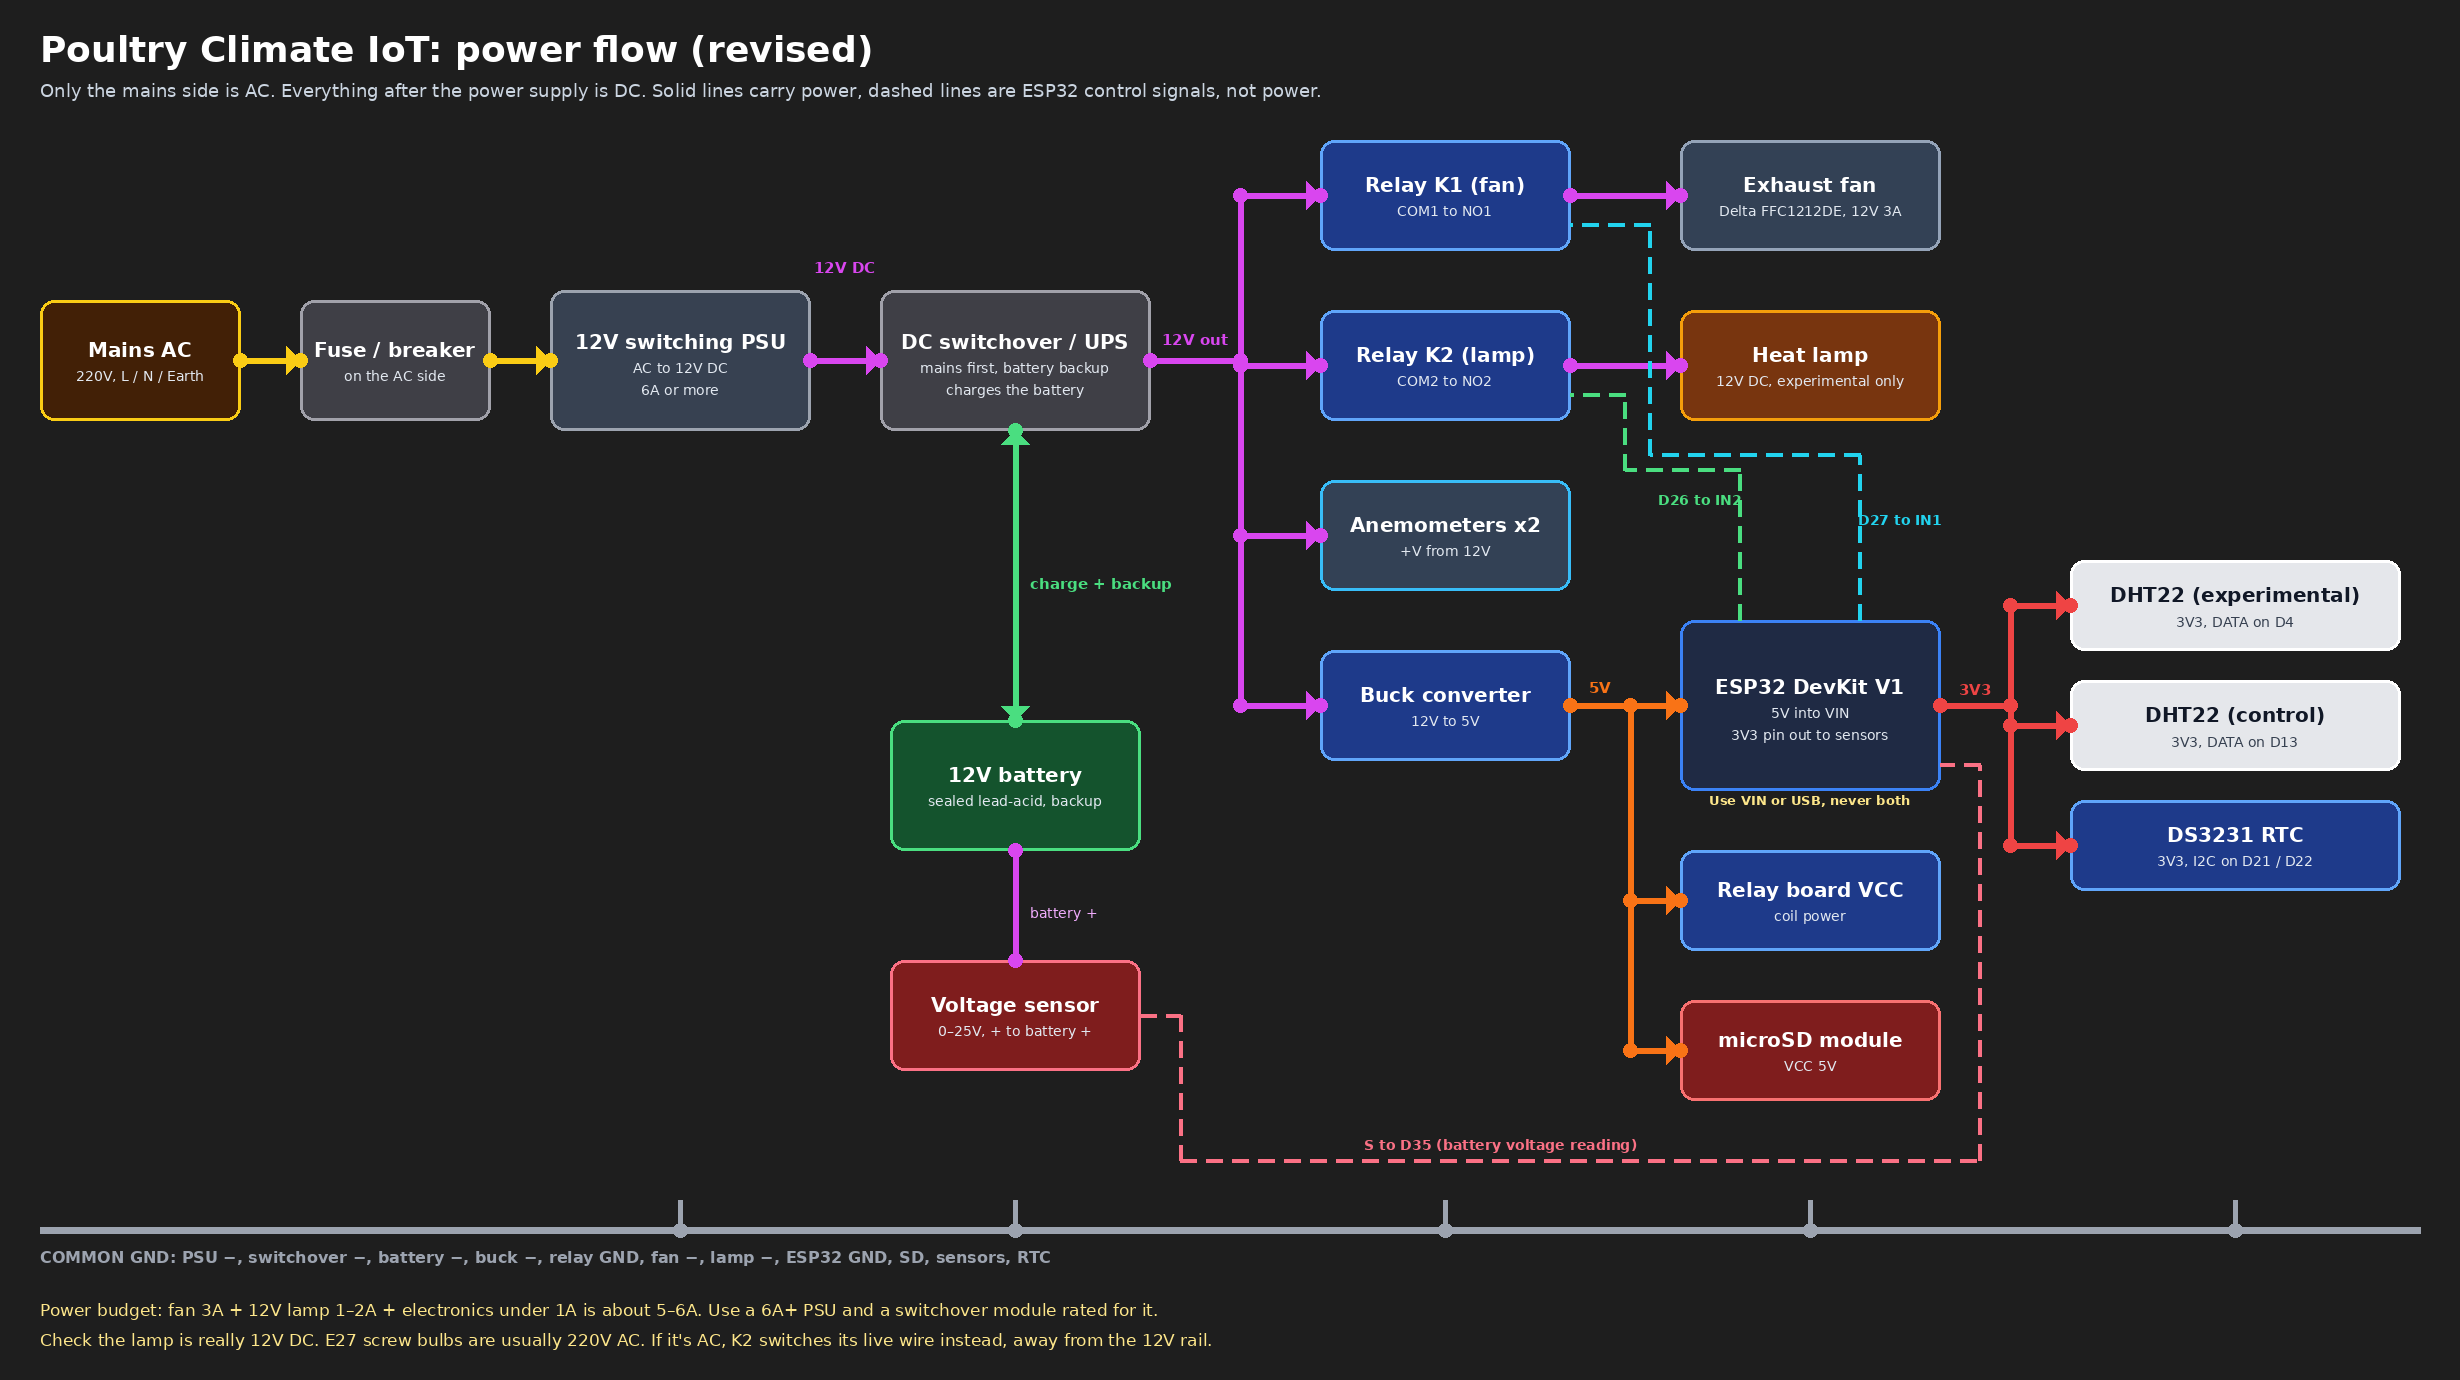 Poultry Climate IoT: power flow (revised)
Only the mains side is AC. Everything after the power supply is DC. Solid lines carry power, dashed lines are ESP32 control signals, not power.
Mains AC
220V, L / N / Earth
Fuse / breaker
on the AC side
12V switching PSU
AC to 12V DC
6A or more
12V DC
DC switchover / UPS
mains first, battery backup
charges the battery
12V out
charge + backup
12V battery
sealed lead-acid, backup
battery +
Voltage sensor
0–25V, + to battery +
Relay K1 (fan)
COM1 to NO1
Exhaust fan
Delta FFC1212DE, 12V 3A
Relay K2 (lamp)
COM2 to NO2
Heat lamp
12V DC, experimental only
Anemometers x2
+V from 12V
D26 to IN2
D27 to IN1
Buck converter
12V to 5V
5V
ESP32 DevKit V1
5V into VIN
3V3 pin out to sensors
Use VIN or USB, never both
3V3
Relay board VCC
coil power
microSD module
VCC 5V
DHT22 (experimental)
3V3, DATA on D4
DHT22 (control)
3V3, DATA on D13
DS3231 RTC
3V3, I2C on D21 / D22
S to D35 (battery voltage reading)
COMMON GND: PSU −, switchover −, battery −, buck −, relay GND, fan −, lamp −, ESP32 GND, SD, sensors, RTC
Power budget: fan 3A + 12V lamp 1–2A + electronics under 1A is about 5–6A. Use a 6A+ PSU and a switchover module rated for it.
Check the lamp is really 12V DC. E27 screw bulbs are usually 220V AC. If it's AC, K2 switches its live wire instead, away from the 12V rail.